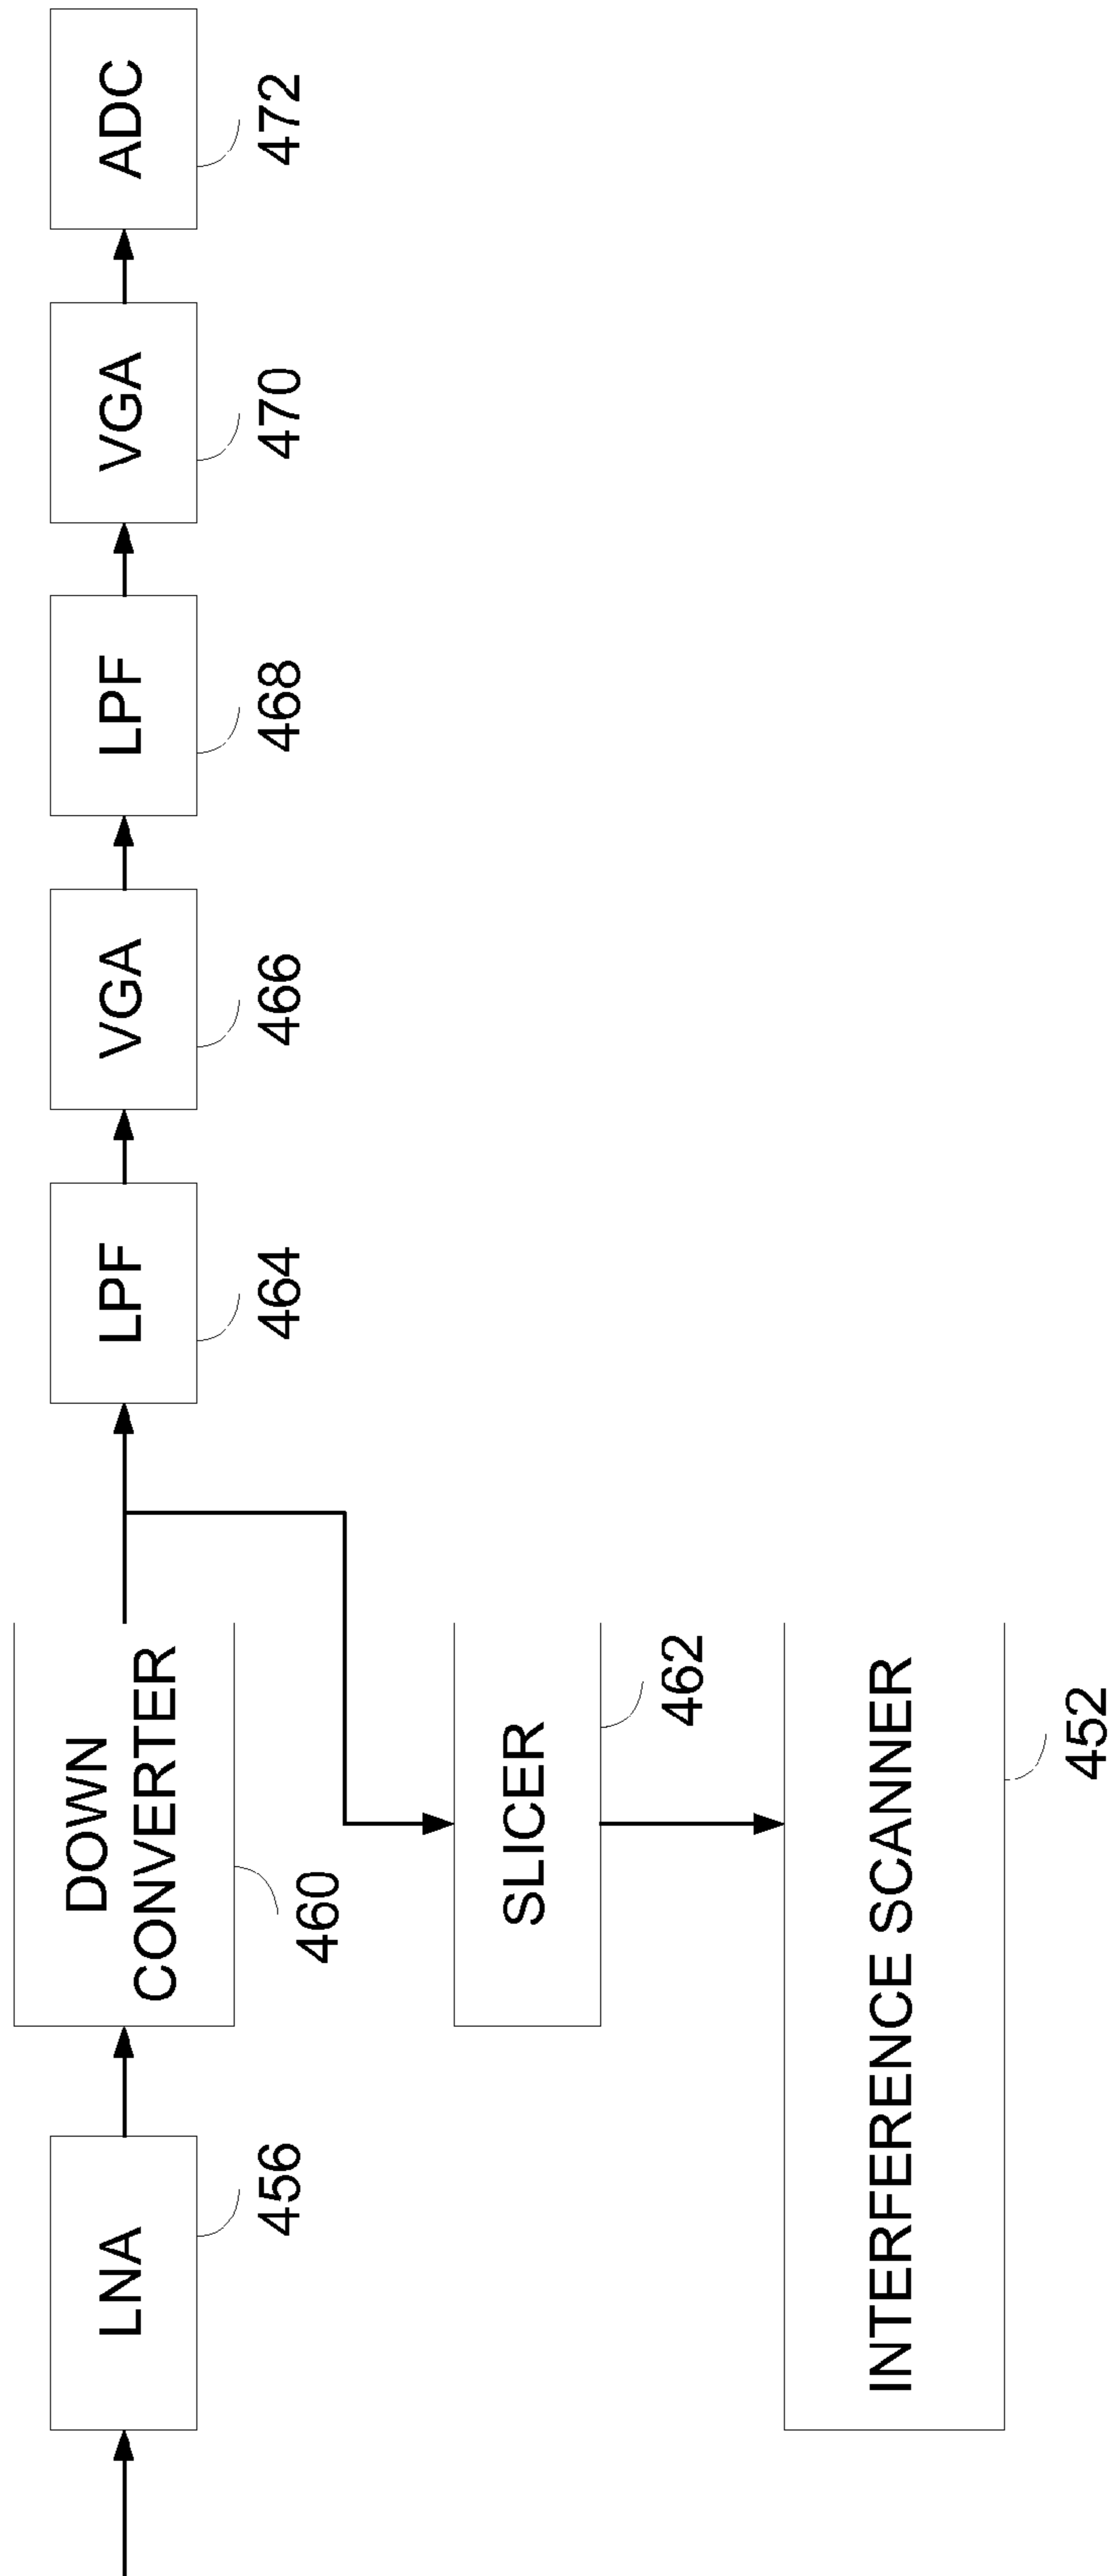 LNA
456
DOWN
CONVERTER
460
LPF
464
VGA
466
LPF
468
VGA
470
ADC
472
SLICER
462
INTERFERENCE SCANNER
452